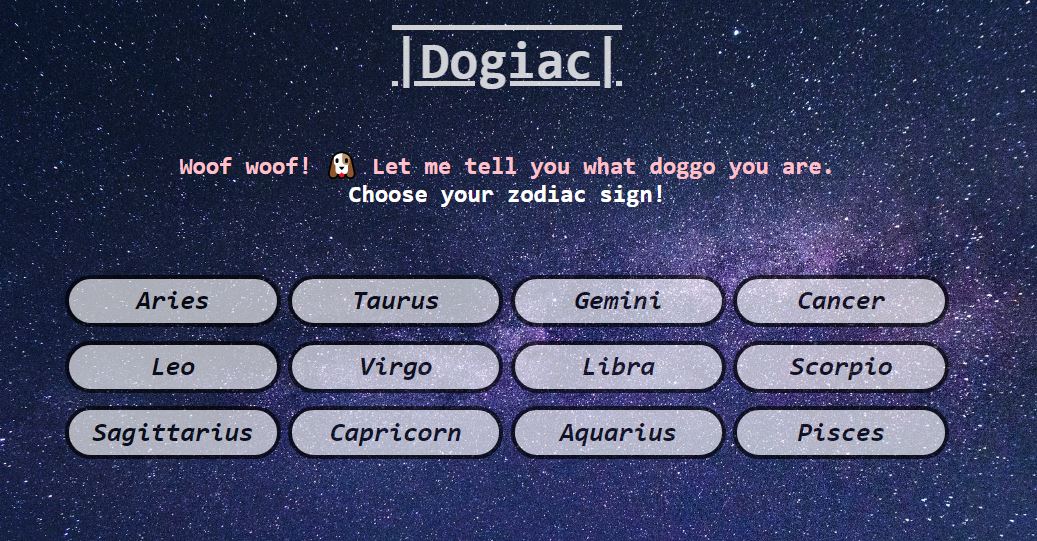 |Dogiac|
Woof woof! 🐶 Let me tell you what doggo you are.
Choose your zodiac sign!
Aries Taurus Gemini Cancer
Leo Virgo Libra Scorpio
Sagittarius Capricorn Aquarius Pisces